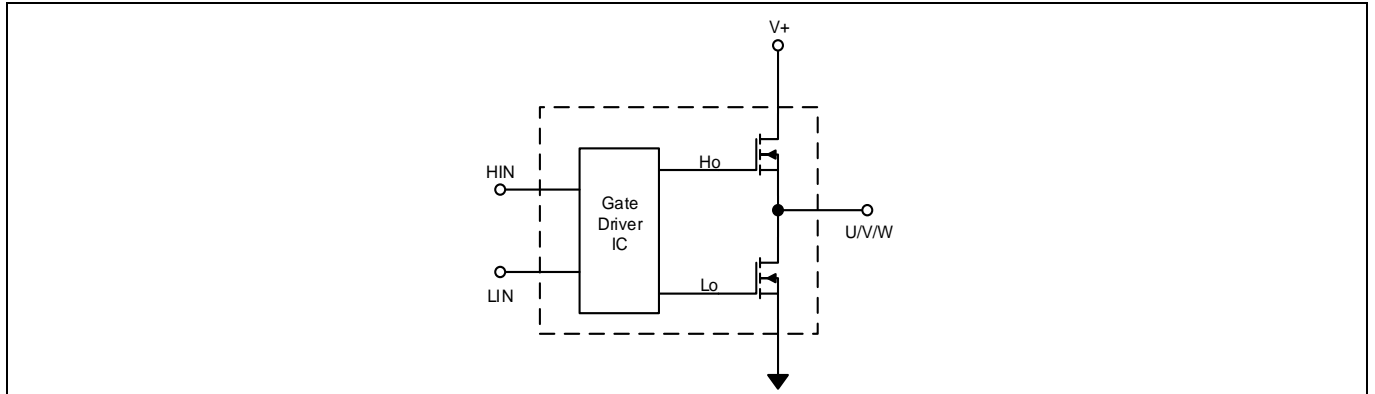 V+
HIN
Ho
Gate
Driver
IC
U/V/W
LIN
Lo